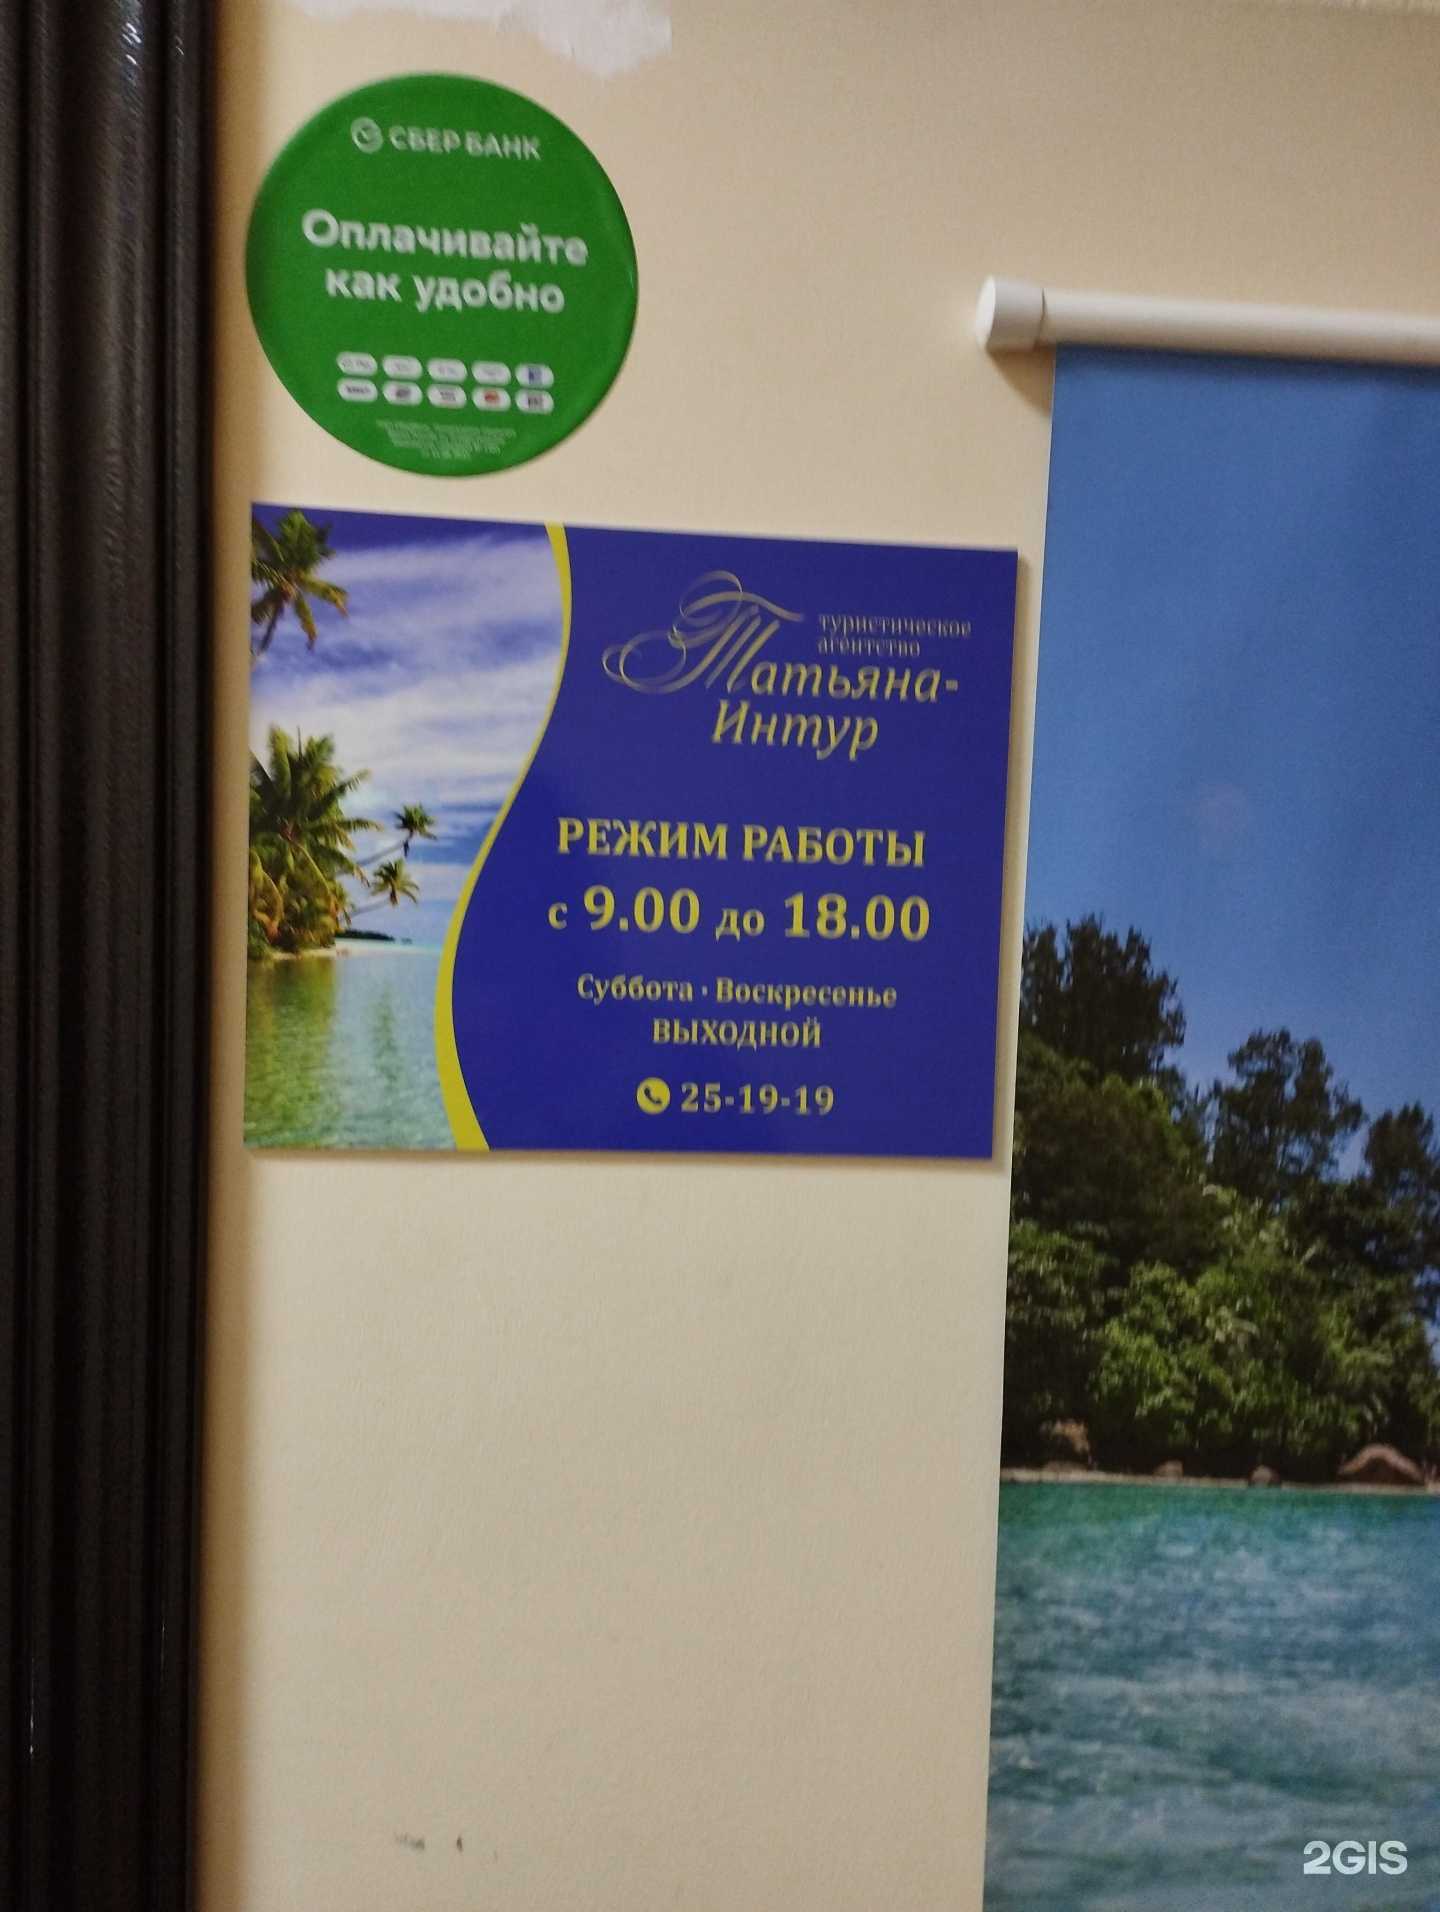 СБЕР БАНК
Оплачивайте
как удобно
туристическое
агентство
Татьяна-
Интур
РЕЖИМ РАБОТЫ
с 9.00 до 18.00
Суббота · Воскресенье
ВЫХОДНОЙ
25-19-19
2GIS